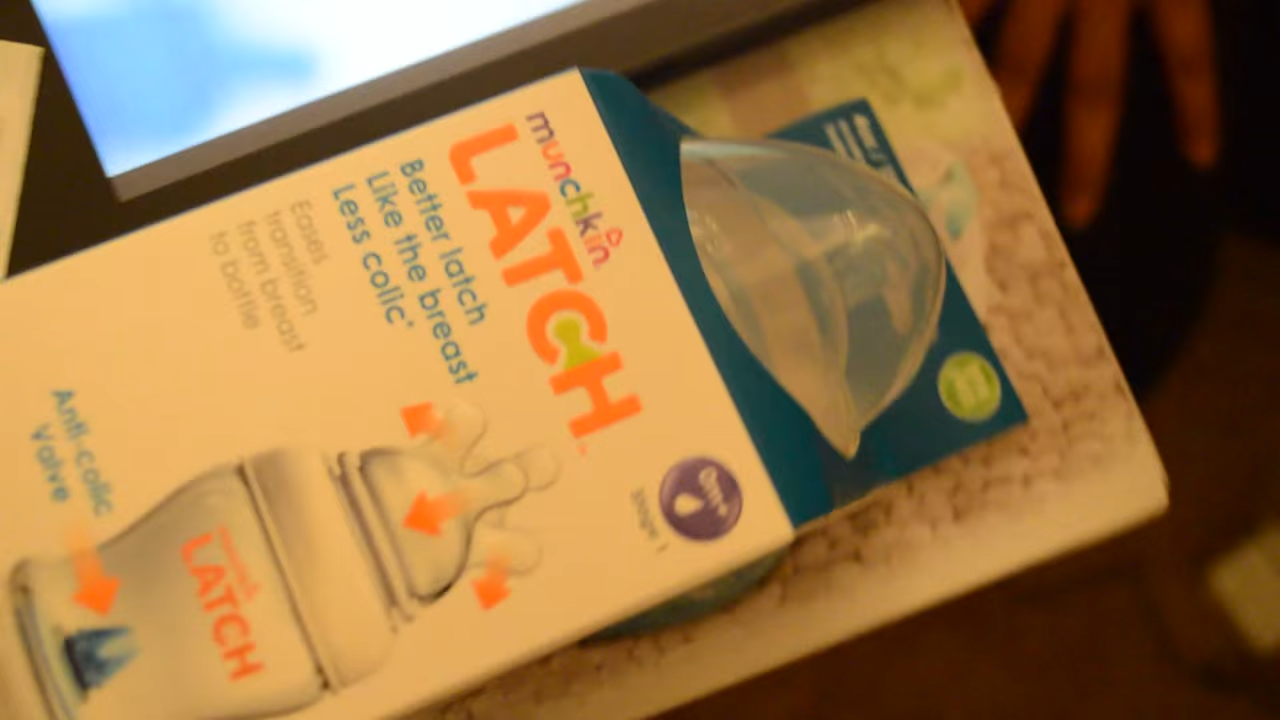 munchkin
LATCH
Better latch
Like the breast
Less colic*
Eases
transition
from breast
to bottle
0m+
Stage 1
Anti-colic
Valve
munchkin
LATCH